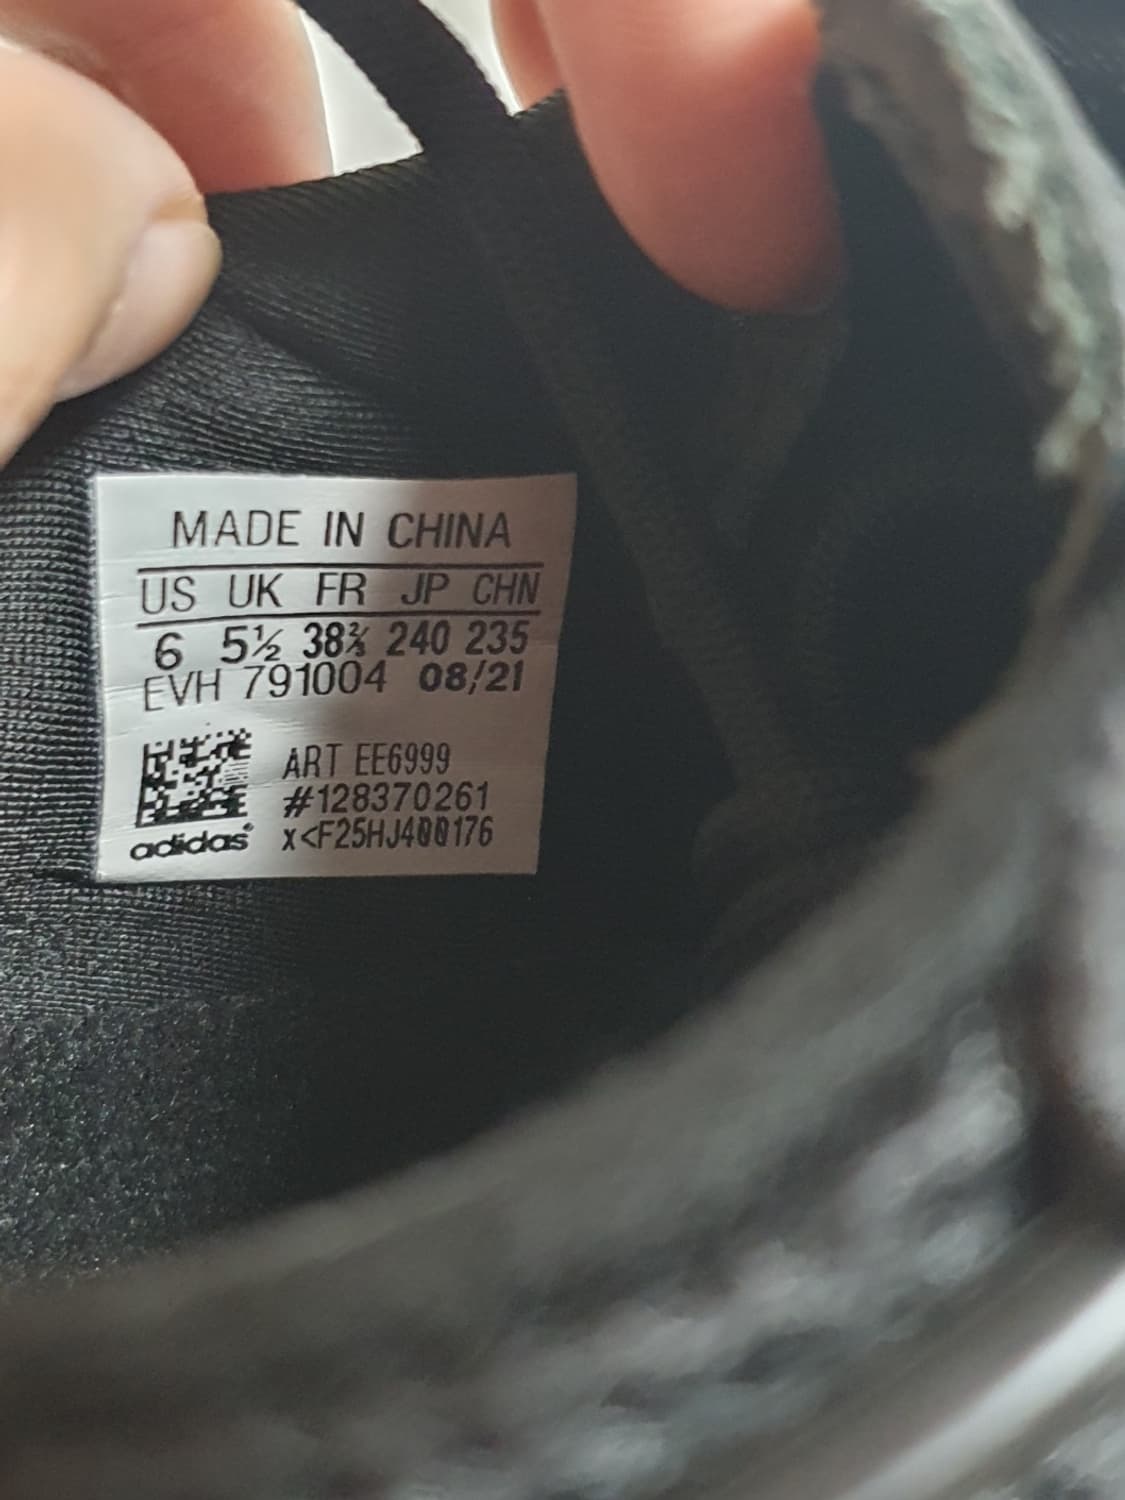 MADE IN CHINA
US UK FR JP CHN
6 5½ 38⅔ 240 235
EVH 791004 08/21
ART EE6999
#128370261
adidas x<F25HJ400176